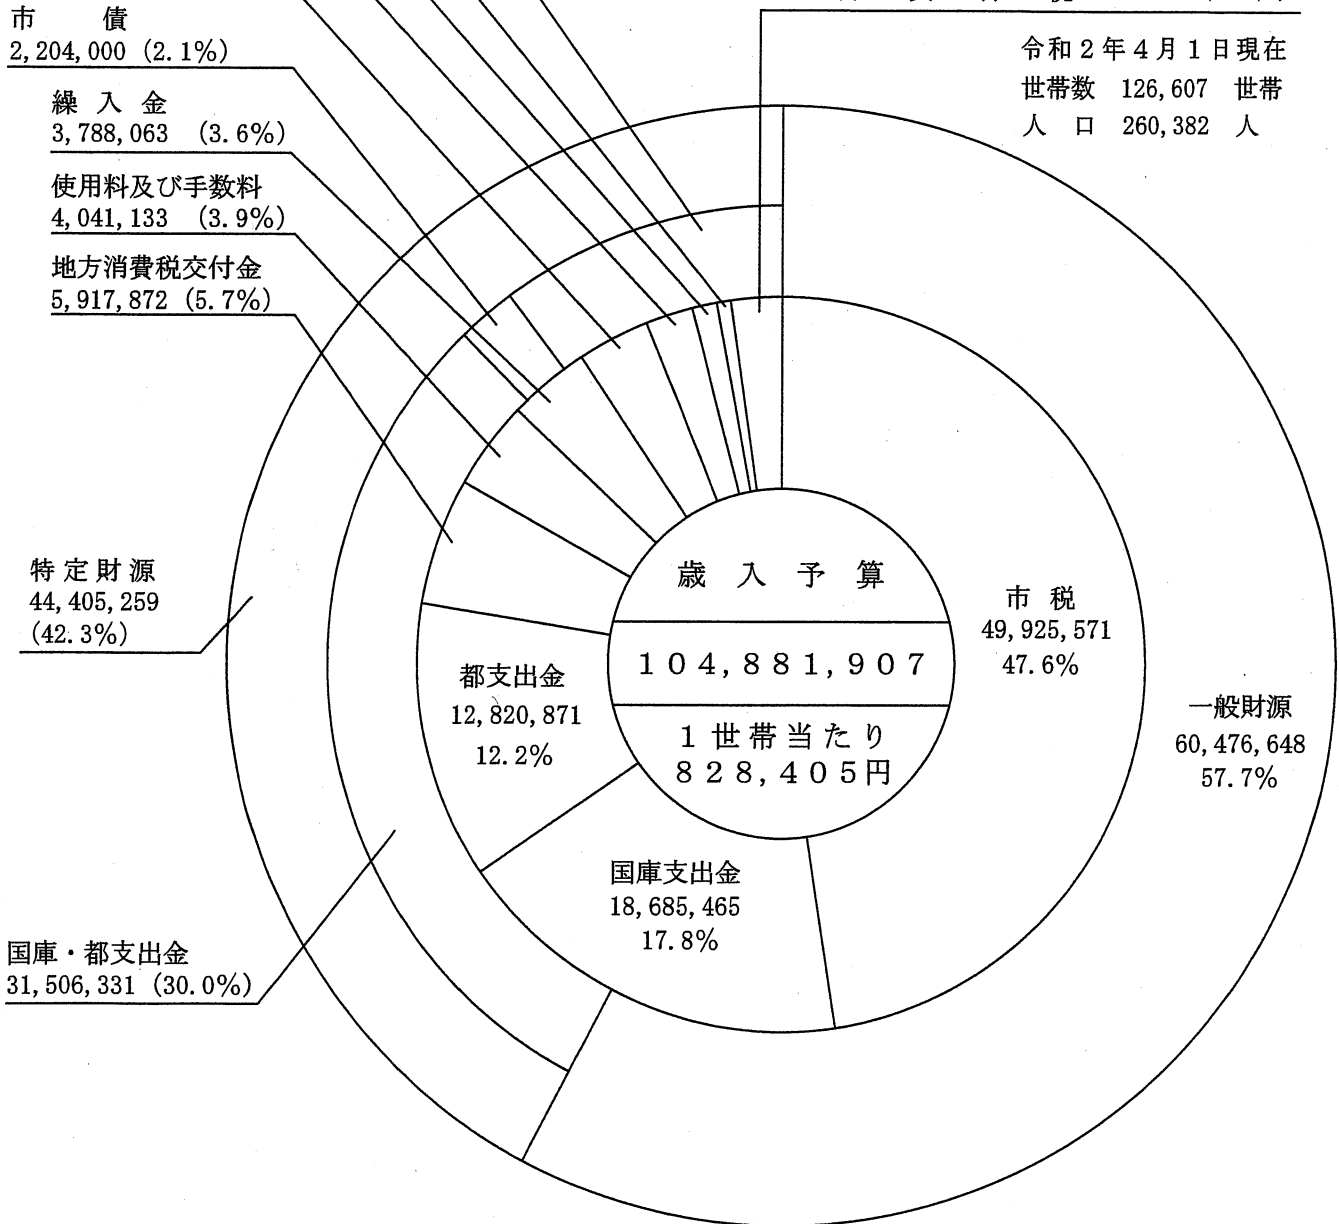 市 債
2,204,000 (2.1%)
繰 入 金
3,788,063 (3.6%)
使用料及び手数料
4,041,133 (3.9%)
地方消費税交付金
5,917,872 (5.7%)
令和2年4月1日現在
世帯数 126,607 世帯
人 口 260,382 人
特定財源
44,405,259
(42.3%)
国庫・都支出金
31,506,331 (30.0%)
歳 入 予 算
104,881,907
1世帯当たり
828,405円
市 税
49,925,571
47.6%
一般財源
60,476,648
57.7%
都支出金
12,820,871
12.2%
国庫支出金
18,685,465
17.8%